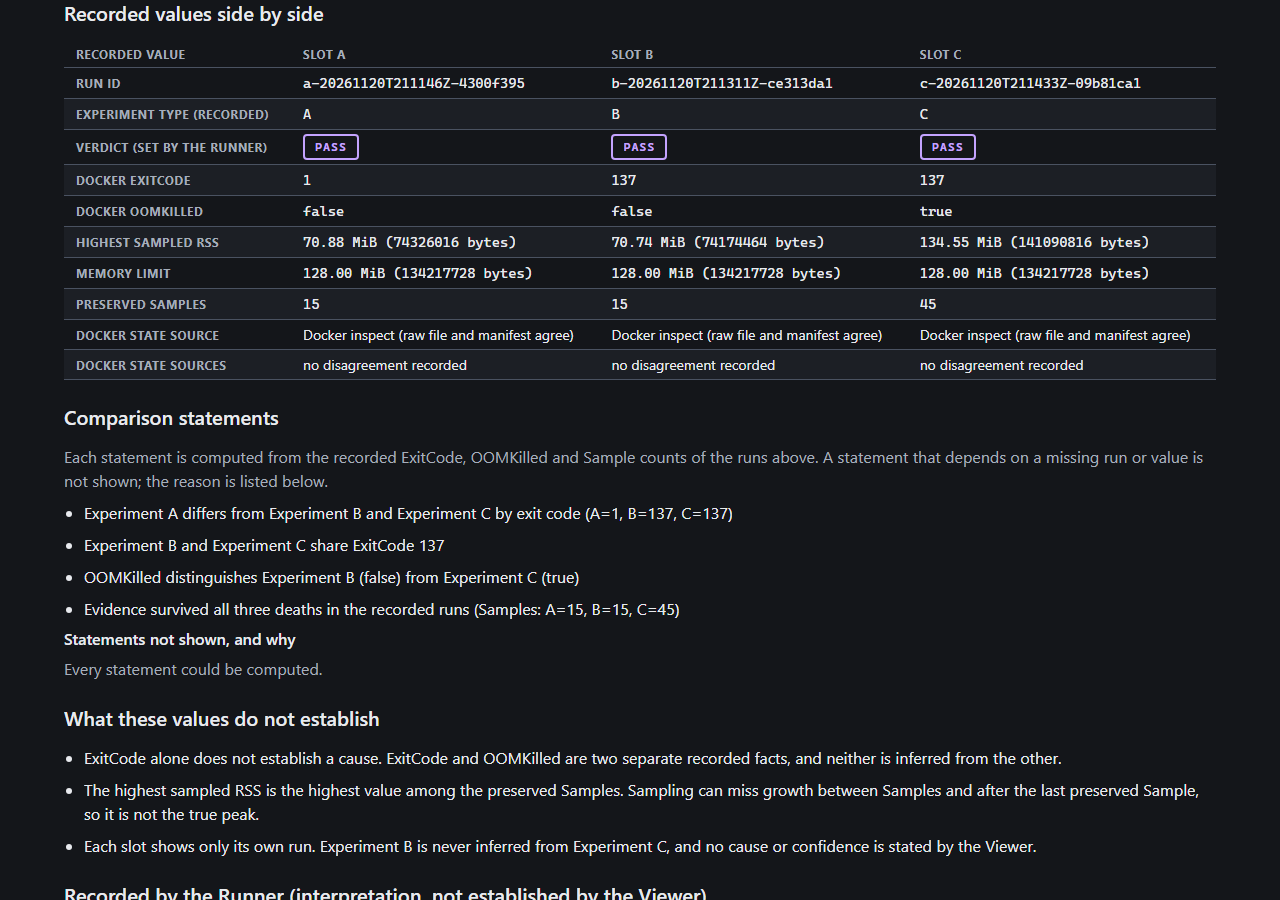 Recorded values side by side
RECORDED VALUE SLOT A SLOT B SLOT C
RUN ID a-20261120T211146Z-4300f395 b-20261120T211311Z-ce313da1 c-20261120T211433Z-09b81ca1
EXPERIMENT TYPE (RECORDED) A B C
VERDICT (SET BY THE RUNNER) PASS PASS PASS
DOCKER EXITCODE 1 137 137
DOCKER OOMKILLED false false true
HIGHEST SAMPLED RSS 70.88 MiB (74326016 bytes) 70.74 MiB (74174464 bytes) 134.55 MiB (141090816 bytes)
MEMORY LIMIT 128.00 MiB (134217728 bytes) 128.00 MiB (134217728 bytes) 128.00 MiB (134217728 bytes)
PRESERVED SAMPLES 15 15 45
DOCKER STATE SOURCE Docker inspect (raw file and manifest agree) Docker inspect (raw file and manifest agree) Docker inspect (raw file and manifest agree)
DOCKER STATE SOURCES no disagreement recorded no disagreement recorded no disagreement recorded
Comparison statements
Each statement is computed from the recorded ExitCode, OOMKilled and Sample counts of the runs above. A statement that depends on a missing run or value is
not shown; the reason is listed below.
• Experiment A differs from Experiment B and Experiment C by exit code (A=1, B=137, C=137)
• Experiment B and Experiment C share ExitCode 137
• OOMKilled distinguishes Experiment B (false) from Experiment C (true)
• Evidence survived all three deaths in the recorded runs (Samples: A=15, B=15, C=45)
Statements not shown, and why
Every statement could be computed.
What these values do not establish
• ExitCode alone does not establish a cause. ExitCode and OOMKilled are two separate recorded facts, and neither is inferred from the other.
• The highest sampled RSS is the highest value among the preserved Samples. Sampling can miss growth between Samples and after the last preserved Sample,
so it is not the true peak.
• Each slot shows only its own run. Experiment B is never inferred from Experiment C, and no cause or confidence is stated by the Viewer.
Recorded by the Runner (interpretation, not established by the Viewer)